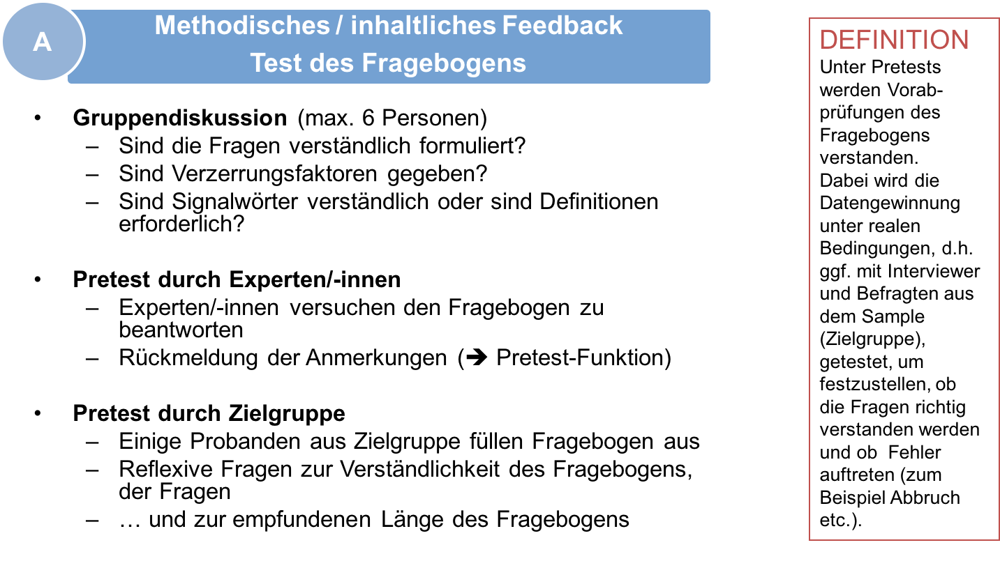 A
Methodisches / inhaltliches Feedback
Test des Fragebogens
• Gruppendiskussion (max. 6 Personen)
– Sind die Fragen verständlich formuliert?
– Sind Verzerrungsfaktoren gegeben?
– Sind Signalwörter verständlich oder sind Definitionen
erforderlich?
• Pretest durch Experten/-innen
– Experten/-innen versuchen den Fragebogen zu
beantworten
– Rückmeldung der Anmerkungen (➔ Pretest-Funktion)
• Pretest durch Zielgruppe
– Einige Probanden aus Zielgruppe füllen Fragebogen aus
– Reflexive Fragen zur Verständlichkeit des Fragebogens,
der Fragen
– … und zur empfundenen Länge des Fragebogens
DEFINITION
Unter Pretests
werden Vorab-
prüfungen des
Fragebogens
verstanden.
Dabei wird die
Datengewinnung
unter realen
Bedingungen, d.h.
ggf. mit Interviewer
und Befragten aus
dem Sample
(Zielgruppe),
getestet, um
festzustellen, ob
die Fragen richtig
verstanden werden
und ob Fehler
auftreten (zum
Beispiel Abbruch
etc.).